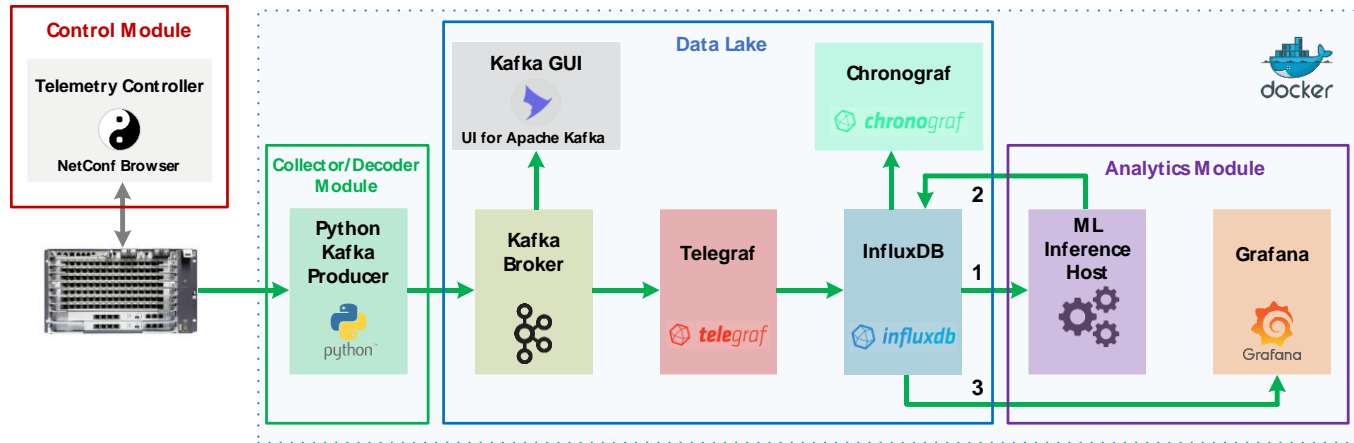 Control Module
Telemetry Controller
NetConf Browser
Collector/Decoder
Module
Python
Kafka
Producer
python™
Data Lake
Kafka GUI
UI for Apache Kafka
Kafka
Broker
Telegraf
telegraf
Chronograf
chronograf
InfluxDB
influxdb
docker
Analytics Module
2
1
3
ML
Inference
Host
Grafana
Grafana